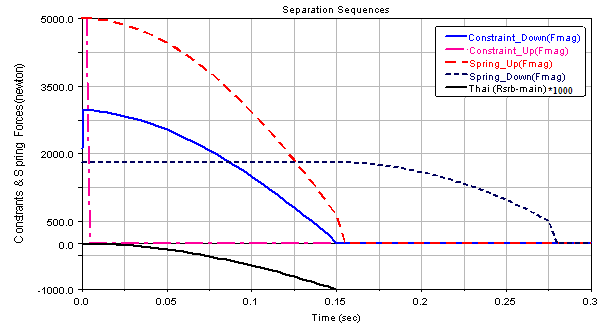 Separation Sequences
5000.0
3500.0
2000.0
500.0
0.0
-1000.0
Constrants & Spring Forces(newton)
Constraint_Down(Fmag)
Constraint_Up(Fmag)
Spring_Up(Fmag)
Spring_Down(Fmag)
Thai (Rsrb-main)*1000
0.0 0.05 0.1 0.15 0.2 0.25 0.3
Time (sec)